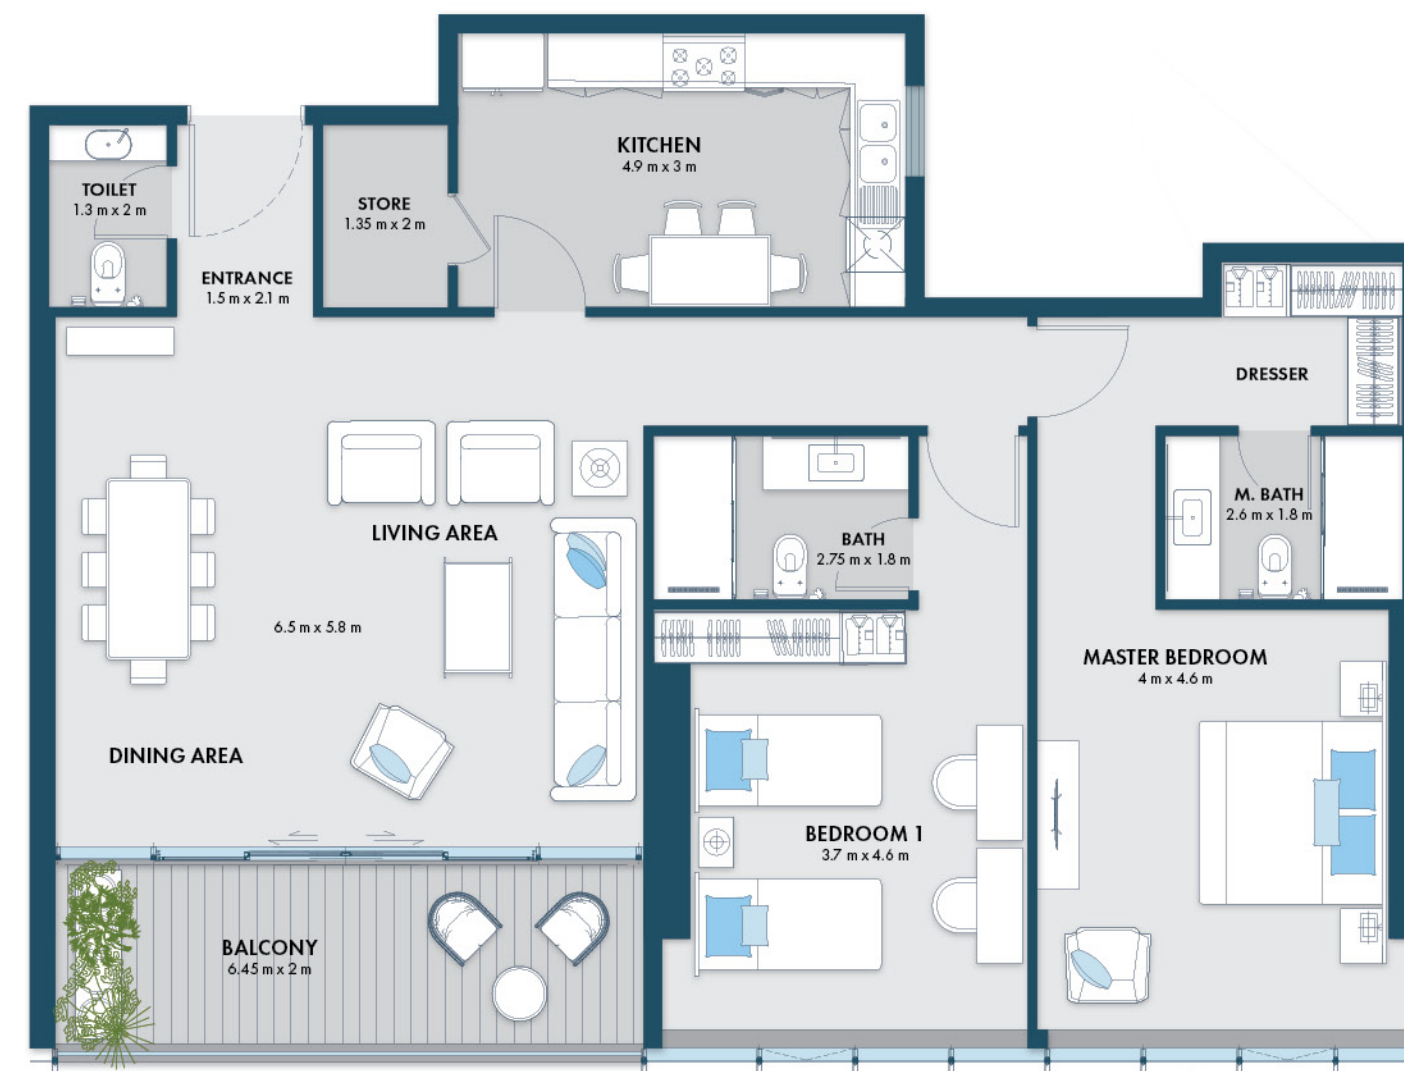 KITCHEN
4.9 m x 3 m
TOILET
1.3 m x 2 m
STORE
1.35 m x 2 m
ENTRANCE
1.5 m x 2.1 m
DRESSER
LIVING AREA
BATH
2.75 m x 1.8 m
M. BATH
2.6 m x 1.8 m
6.5 m x 5.8 m
MASTER BEDROOM
4 m x 4.6 m
DINING AREA
BEDROOM 1
3.7 m x 4.6 m
BALCONY
6.45 m x 2 m